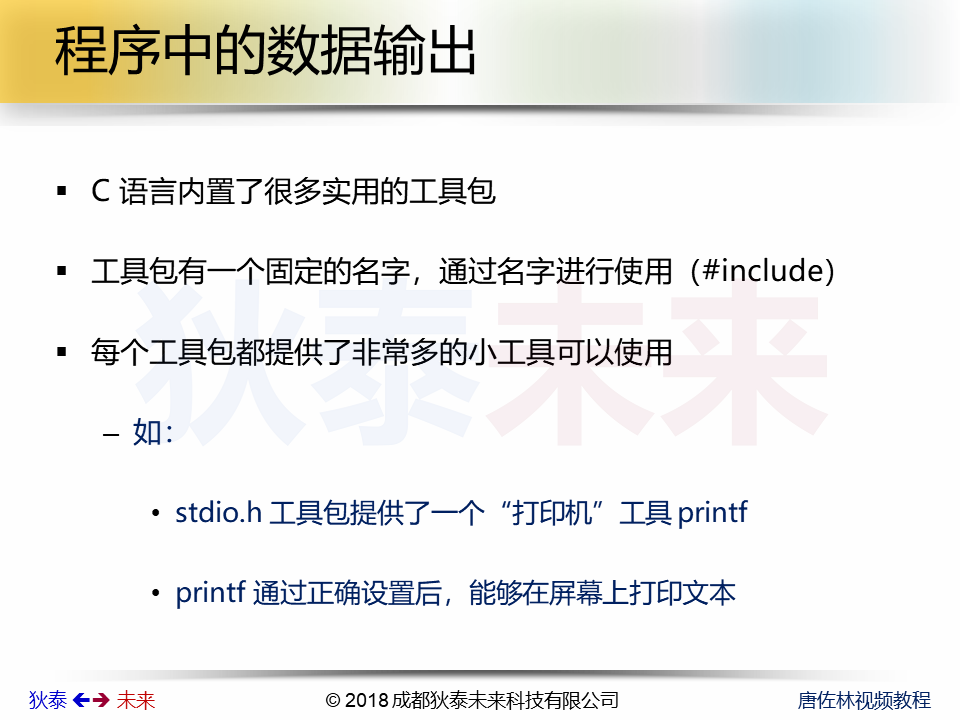 程序中的数据输出
▪ C 语言内置了很多实用的工具包
▪ 工具包有一个固定的名字，通过名字进行使用（#include）
▪ 每个工具包都提供了非常多的小工具可以使用
– 如：
• stdio.h 工具包提供了一个“打印机”工具 printf
• printf 通过正确设置后，能够在屏幕上打印文本
狄泰未来
狄泰 未来 © 2018 成都狄泰未来科技有限公司 唐佐林视频教程